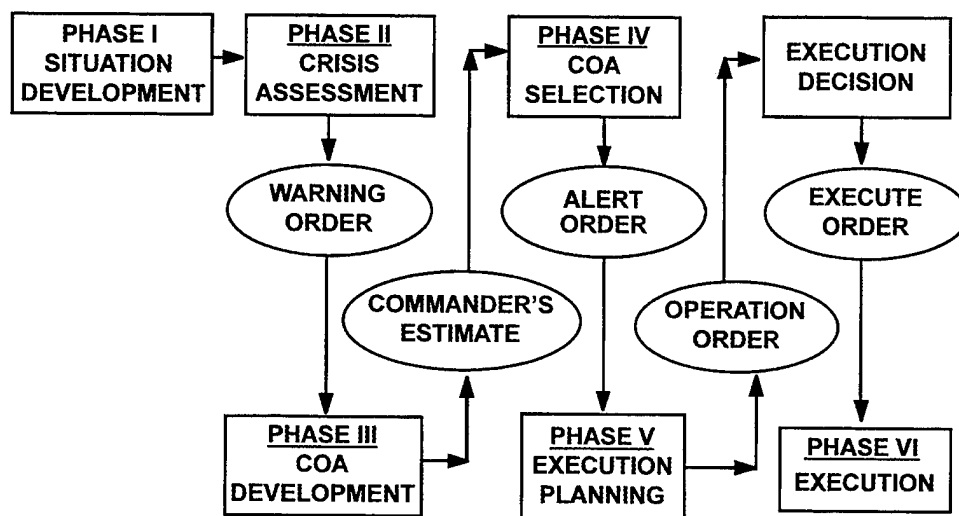 PHASE I
SITUATION
DEVELOPMENT
PHASE II
CRISIS
ASSESSMENT
WARNING
ORDER
PHASE III
COA
DEVELOPMENT
COMMANDER'S
ESTIMATE
PHASE IV
COA
SELECTION
ALERT
ORDER
PHASE V
EXECUTION
PLANNING
OPERATION
ORDER
EXECUTION
DECISION
EXECUTE
ORDER
PHASE VI
EXECUTION